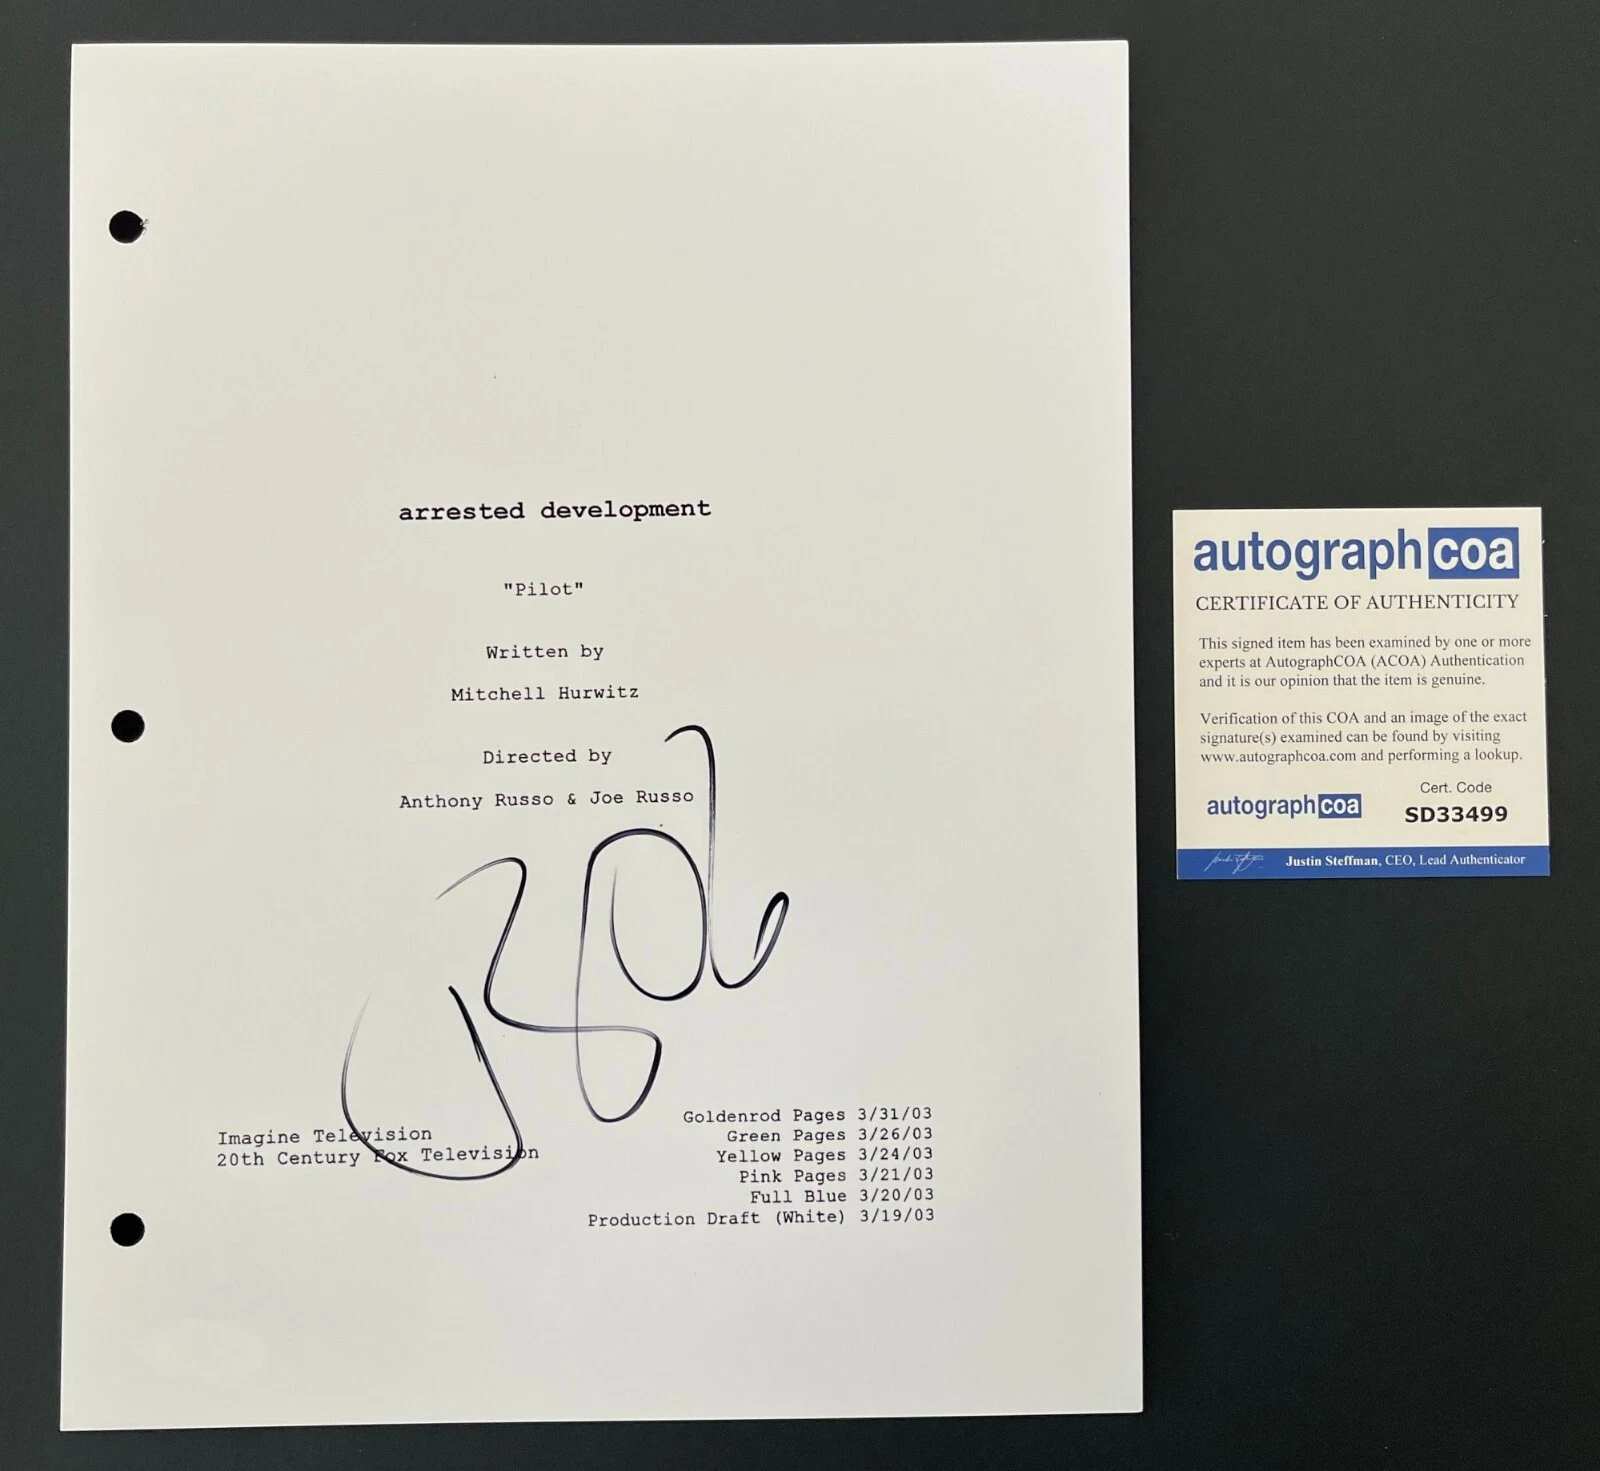 arrested development
"Pilot"
Written by
Mitchell Hurwitz
Directed by
Anthony Russo & Joe Russo
Imagine Television
20th Century Fox Television
Goldenrod Pages 3/31/03
Green Pages 3/26/03
Yellow Pages 3/24/03
Pink Pages 3/21/03
Full Blue 3/20/03
Production Draft (White) 3/19/03
autograph coa
CERTIFICATE OF AUTHENTICITY
This signed item has been examined by one or more
experts at AutographCOA (ACOA) Authentication
and it is our opinion that the item is genuine.
Verification of this COA and an image of the exact
signature(s) examined can be found by visiting
www.autographcoa.com and performing a lookup.
Cert. Code
autograph coa
SD33499
Justin Steffman, CEO, Lead Authenticator